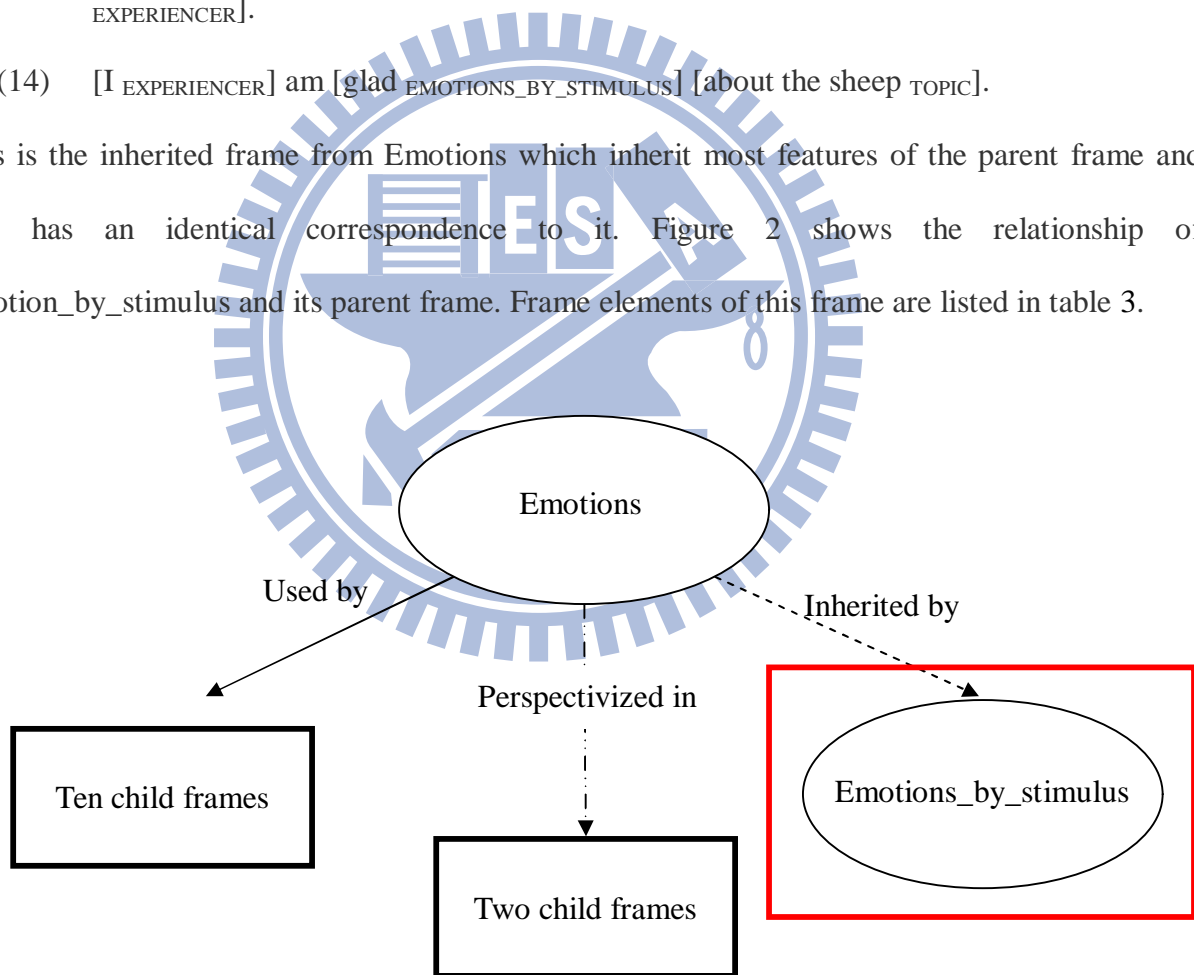 EXPERIENCER].
(14) [I EXPERIENCER] am [glad EMOTIONS_BY_STIMULUS] [about the sheep TOPIC].
is the inherited frame from Emotions which inherit most features of the parent frame and
has an identical correspondence to it. Figure 2 shows the relationship
and its parent frame. Frame elements of this frame are listed in table 3.
ES
Emotions
Used by
Inherited by
Perspectivized in
Ten child frames
Emotions_by_stimulus
Two child frames